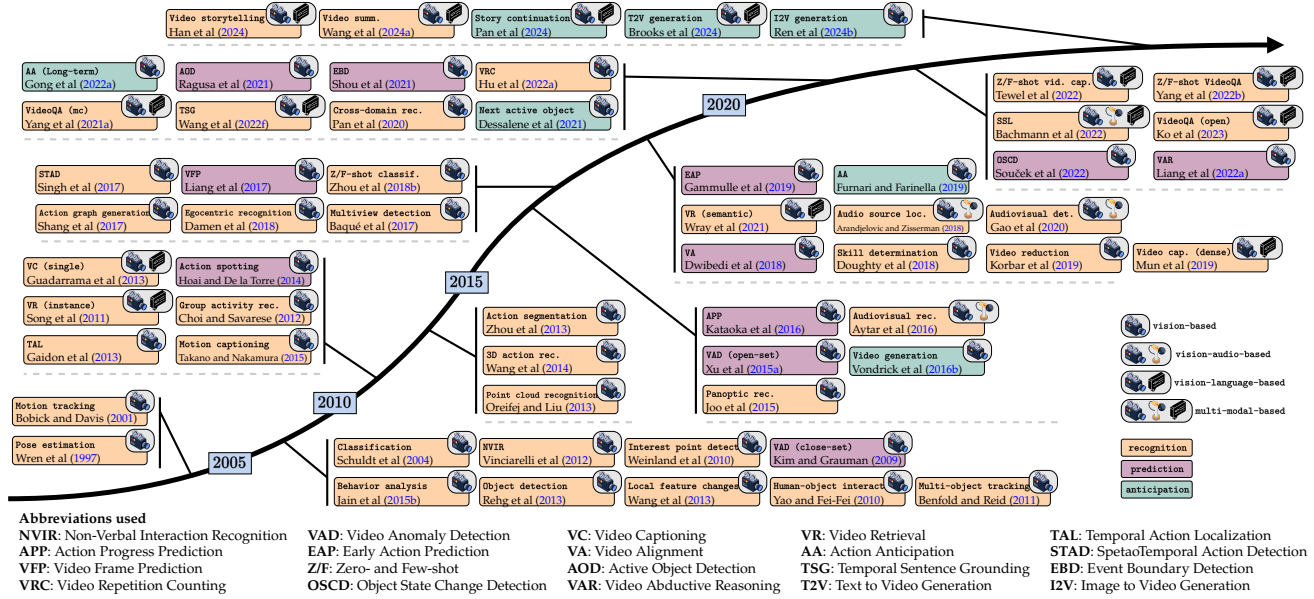 Video storytelling
Han et al (2024)
Video summ.
Wang et al (2024a)
Story continuation
Pan et al (2024)
T2V generation
Brooks et al (2024)
I2V generation
Ren et al (2024b)
AA (Long-term)
Gong et al (2022a)
AOD
Ragusa et al (2021)
EBD
Shou et al (2021)
VRC
Hu et al (2022a)
VideoQA (mc)
Yang et al (2021a)
TSG
Wang et al (2022f)
Cross-domain rec.
Pan et al (2020)
Next active object
Dessalene et al (2021)
2020
Z/F-shot vid. cap.
Tewel et al (2022)
Z/F-shot VideoQA
Yang et al (2022b)
SSL
Bachmann et al (2022)
VideoQA (open)
Ko et al (2023)
OSCD
Souček et al (2022)
VAR
Liang et al (2022a)
STAD
Singh et al (2017)
VFP
Liang et al (2017)
Z/F-shot classif.
Zhou et al (2018b)
Action graph generation
Shang et al (2017)
Egocentric recognition
Damen et al (2018)
Multiview detection
Baqué et al (2017)
EAP
Gammulle et al (2019)
AA
Furnari and Farinella (2019)
VR (semantic)
Wray et al (2021)
Audio source loc.
Arandjelovic and Zisserman (2018)
Audiovisual det.
Gao et al (2020)
VA
Dwibedi et al (2018)
Skill determination
Doughty et al (2018)
Video reduction
Korbar et al (2019)
Video cap. (dense)
Mun et al (2019)
VC (single)
Guadarrama et al (2013)
Action spotting
Hoai and De la Torre (2014)
VR (instance)
Song et al (2011)
Group activity rec.
Choi and Savarese (2012)
TAL
Gaidon et al (2013)
Motion captioning
Takano and Nakamura (2015)
2015
Action segmentation
Zhou et al (2013)
3D action rec.
Wang et al (2014)
Point cloud recognition
Oreifej and Liu (2013)
APP
Kataoka et al (2016)
Audiovisual rec.
Aytar et al (2016)
VAD (open-set)
Xu et al (2015a)
Video generation
Vondrick et al (2016b)
Panoptic rec.
Joo et al (2015)
vision-based
vision-audio-based
vision-language-based
multi-modal-based
recognition
prediction
anticipation
2010
Motion tracking
Bobick and Davis (2001)
Pose estimation
Wren et al (1997)
2005
Classification
Schuldt et al (2004)
NVIR
Vinciarelli et al (2012)
Interest point detect
Weinland et al (2010)
VAD (close-set)
Kim and Grauman (2009)
Behavior analysis
Jain et al (2015b)
Object detection
Rehg et al (2013)
Local feature changes
Wang et al (2013)
Human-object interact
Yao and Fei-Fei (2010)
Multi-object tracking
Benfold and Reid (2011)
Abbreviations used
NVIR: Non-Verbal Interaction Recognition
APP: Action Progress Prediction
VFP: Video Frame Prediction
VRC: Video Repetition Counting
VAD: Video Anomaly Detection
EAP: Early Action Prediction
Z/F: Zero- and Few-shot
OSCD: Object State Change Detection
VC: Video Captioning
VA: Video Alignment
AOD: Active Object Detection
VAR: Video Abductive Reasoning
VR: Video Retrieval
AA: Action Anticipation
TSG: Temporal Sentence Grounding
T2V: Text to Video Generation
TAL: Temporal Action Localization
STAD: SpetaoTemporal Action Detection
EBD: Event Boundary Detection
I2V: Image to Video Generation